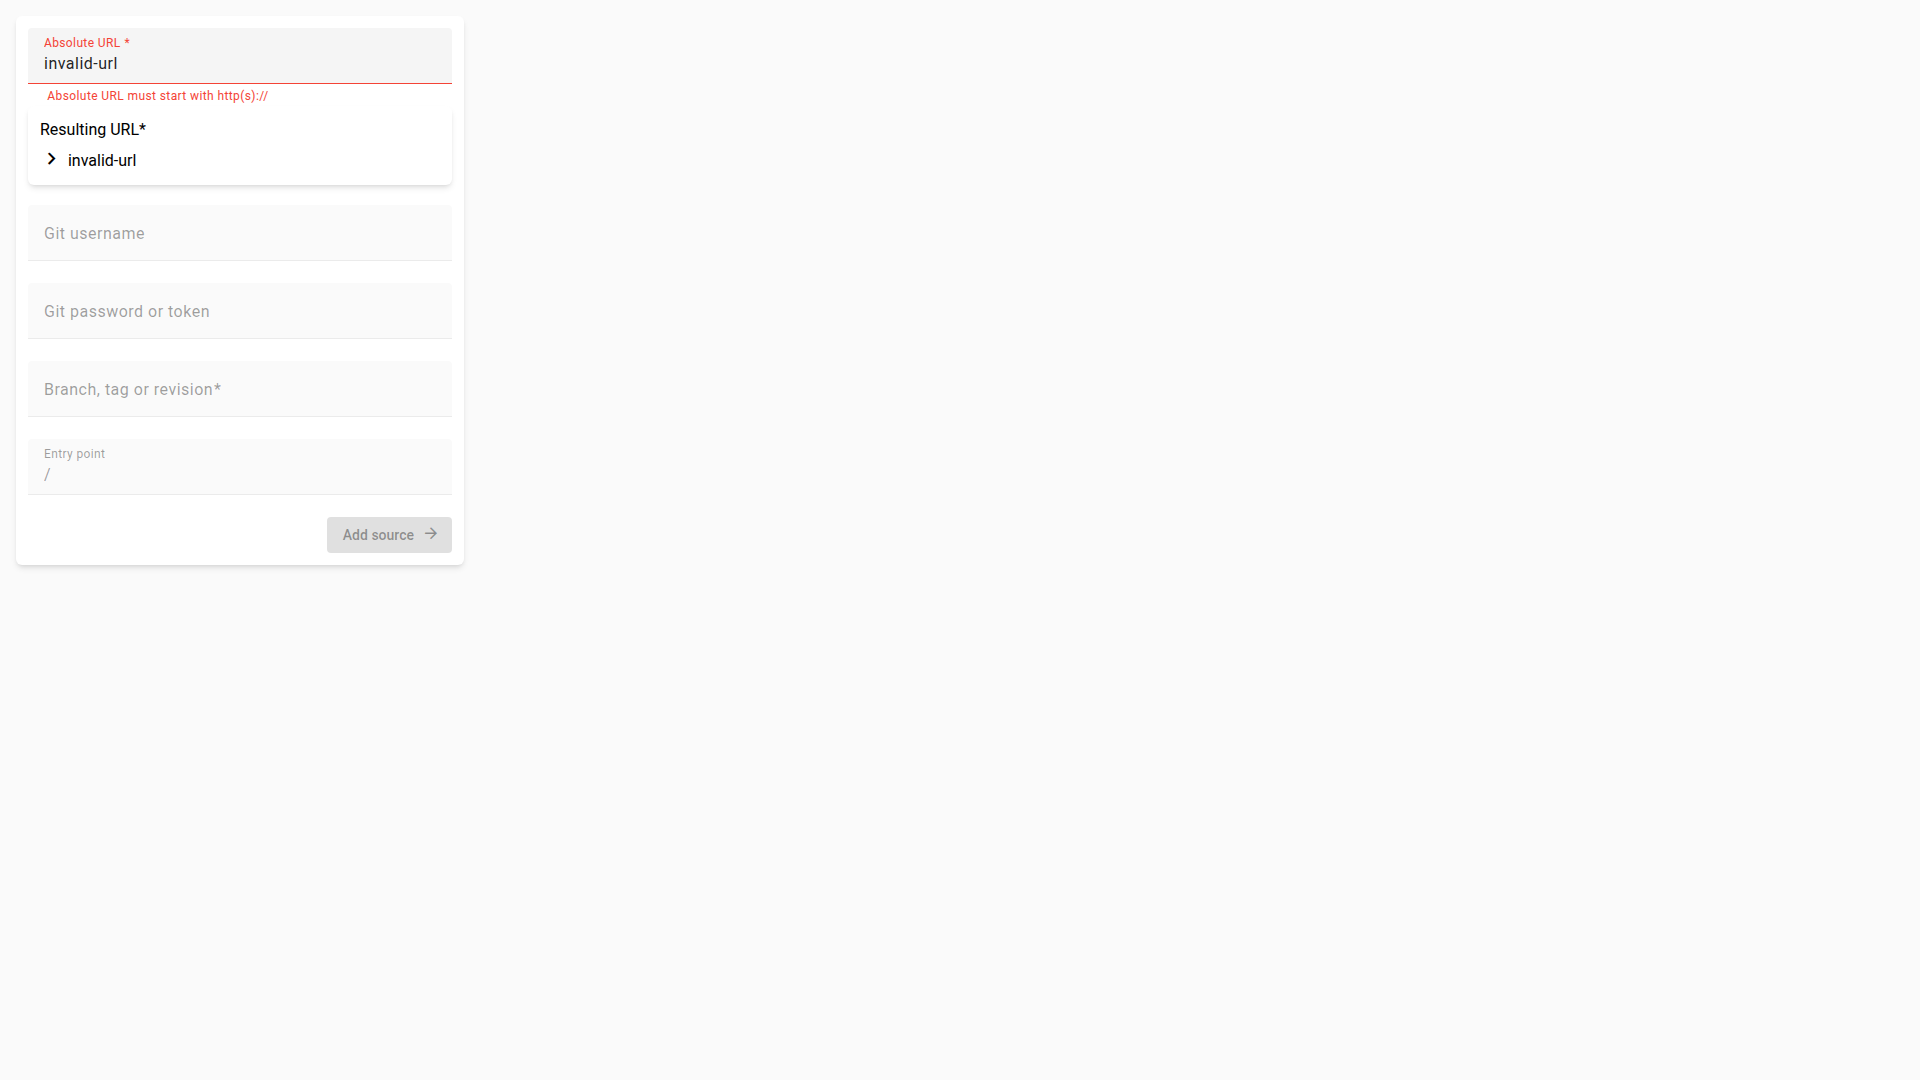 Absolute URL *
invalid-url
Absolute URL must start with http(s)://
Resulting URL*
invalid-url
Git username
Git password or token
Branch, tag or revision*
Entry point
/
Add source